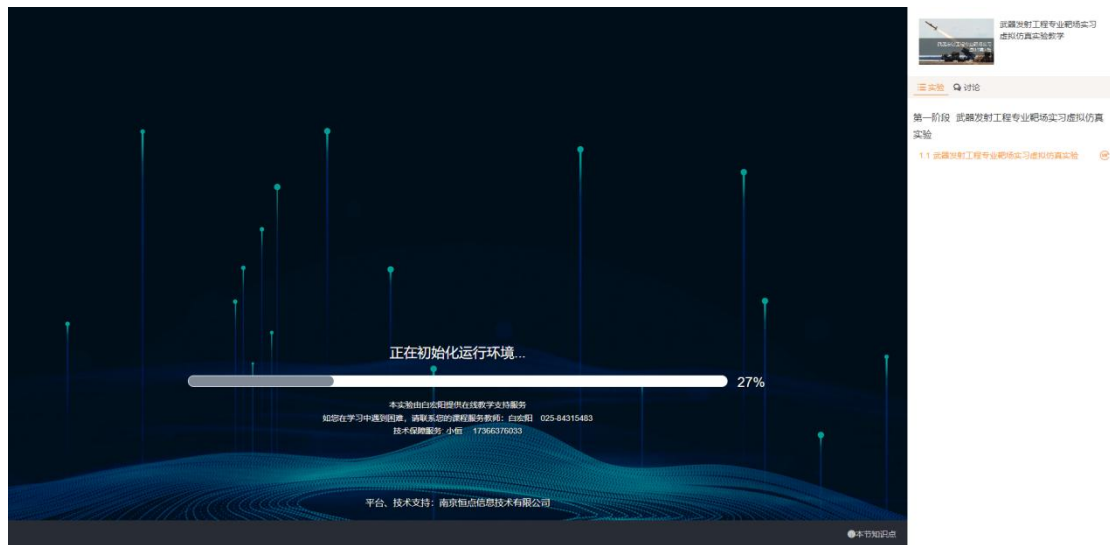 武器发射工程专业靶场实习
虚拟仿真实验教学
实验 讨论
第一阶段 武器发射工程专业靶场实习虚拟仿真
实验
1.1 武器发射工程专业靶场实习虚拟仿真实验
正在初始化运行环境...
27%
本实验由白宏阳提供在线教学支持服务
如您在学习中遇到困难，请联系您的课程服务教师：白宏阳 025-84315483
技术保障服务: 小恒 17366376033
平台、技术支持：南京恒点信息技术有限公司
本节知识点